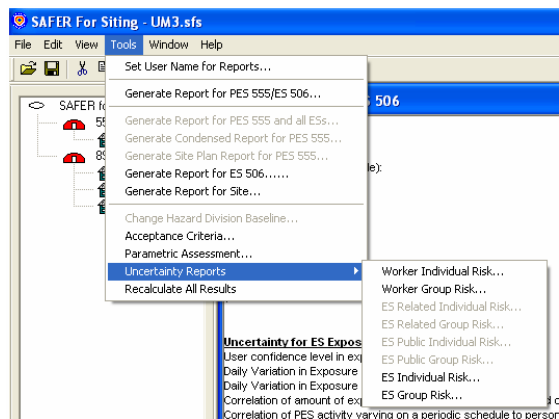 SAFER For Siting - UM3.sfs
File Edit View Tools Window Help
Set User Name for Reports...
Generate Report for PES 555/ES 506...
506
SAFER fo
55
Generate Report for PES 555 and all ESs...
Generate Condensed Report for PES 555...
89
Generate Site Plan Report for PES 555...
le):
Generate Report for ES 506......
Generate Report for Site...
Change Hazard Division Baseline...
Acceptance Criteria...
Parametric Assessment...
Uncertainty Reports
Recalculate All Results
Worker Individual Risk...
Worker Group Risk...
ES Related Individual Risk...
ES Related Group Risk...
ES Public Individual Risk...
ES Public Group Risk...
ES Individual Risk...
ES Group Risk...
Uncertainty for ES Expos
User confidence level in exp
Daily Variation in Exposure
Daily Variation in Exposure
Correlation of amount of exp
Correlation of PES activity varying on a periodic schedule to person